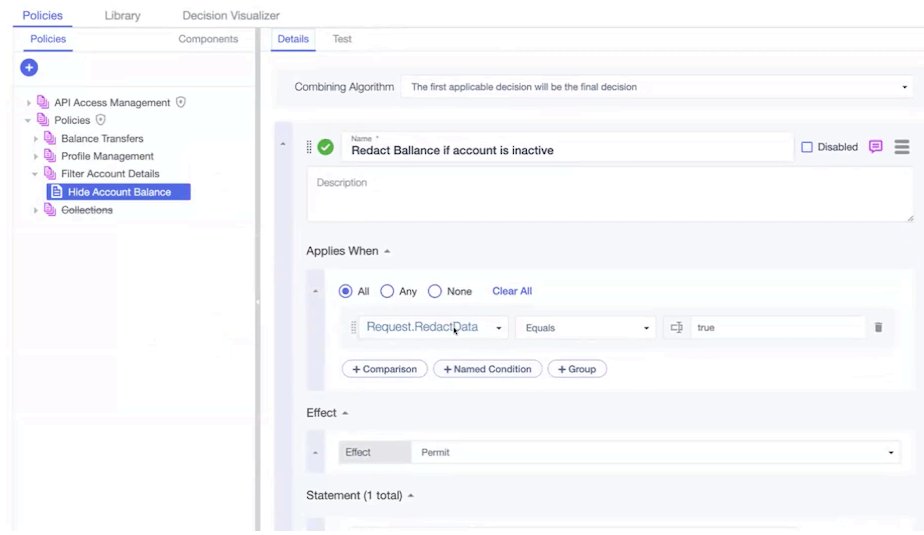 Policies Library Decision Visualizer
Policies Components
Details Test
Combining Algorithm The first applicable decision will be the final decision
API Access Management
Policies
Balance Transfers
Profile Management
Filter Account Details
Hide Account Balance
Collections
Name *
Redact Ballance if account is inactive
Disabled
Description
Applies When
All Any None Clear All
Request.RedactData Equals true
+ Comparison + Named Condition + Group
Effect
Effect Permit
Statement (1 total)